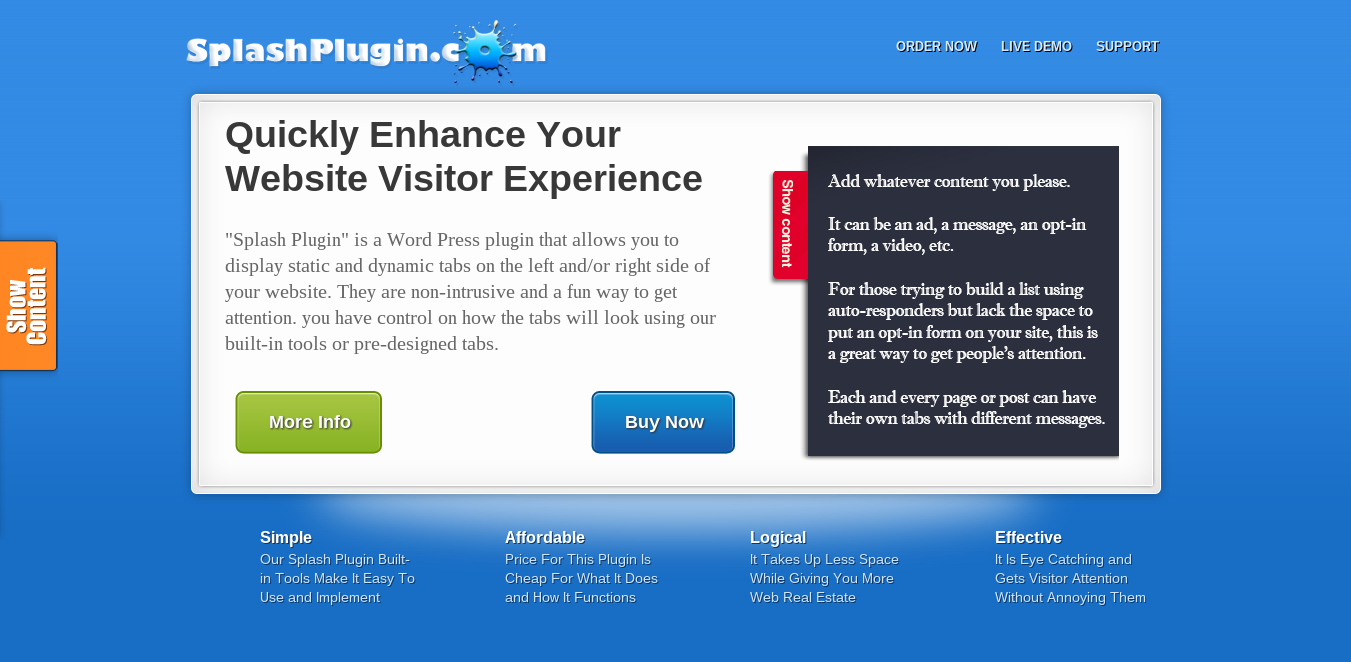 SplashPlugin.com
ORDER NOW LIVE DEMO SUPPORT
Quickly Enhance Your
Website Visitor Experience
"Splash Plugin" is a Word Press plugin that allows you to
display static and dynamic tabs on the left and/or right side of
your website. They are non-intrusive and a fun way to get
attention. you have control on how the tabs will look using our
built-in tools or pre-designed tabs.
More Info
Buy Now
Show content
Add whatever content you please.
It can be an ad, a message, an opt-in
form, a video, etc.
For those trying to build a list using
auto-responders but lack the space to
put an opt-in form on your site, this is
a great way to get people’s attention.
Each and every page or post can have
their own tabs with different messages.
Show
Content
Simple
Our Splash Plugin Built-
in Tools Make It Easy To
Use and Implement
Affordable
Price For This Plugin Is
Cheap For What It Does
and How It Functions
Logical
It Takes Up Less Space
While Giving You More
Web Real Estate
Effective
It Is Eye Catching and
Gets Visitor Attention
Without Annoying Them